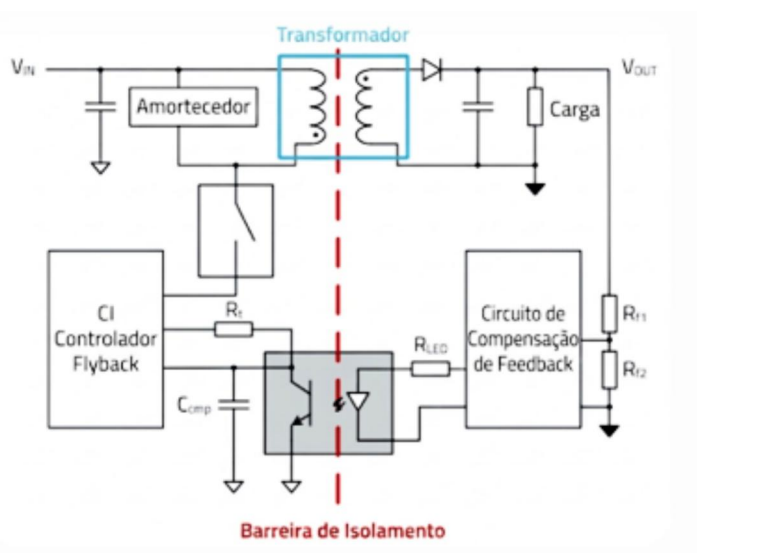 Transformador
VIN
VOUT
Amortecedor
Carga
CI
Controlador
Flyback
Rt
Circuito de
Compensação
de Feedback
Rf1
RLED
Rf2
Ccmp
Barreira de Isolamento